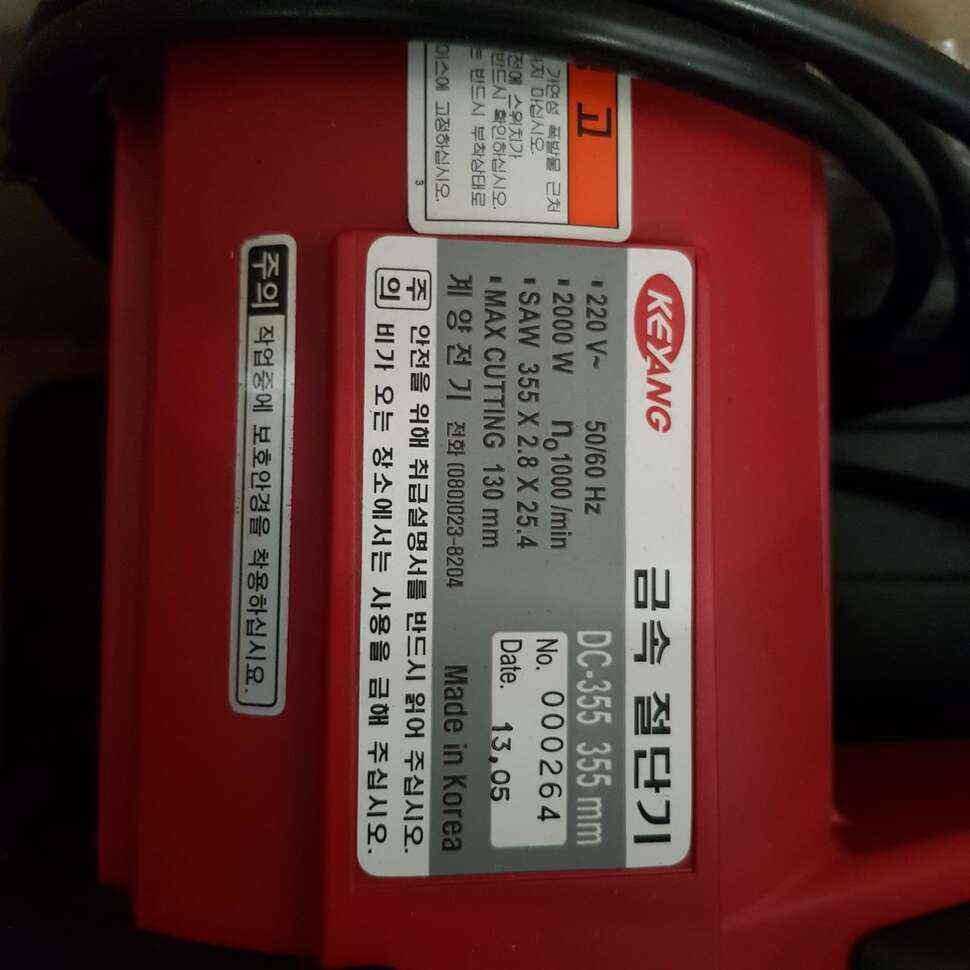 고
가연성 폭발물 근처
하지 마십시오.
전에 스위치가
반드시 확인하십시오.
반드시 부착상태로
고정하십시오.
3
KEYANG
금속 절단기
220 V~ 50/60 Hz DC-355 355 mm
2000 W n₀ 1000 /min
SAW 355 X 2.8 X 25.4
MAX CUTTING 130 mm
No. 000264
Date. 13.05
계양전기 전화 (080)023-8204 Made in Korea
주의
안전을 위해 취급설명서를 반드시 읽어 주십시오.
비가 오는 장소에서는 사용을 금해 주십시오.
주의 작업중에 보호안경을 착용하십시요.